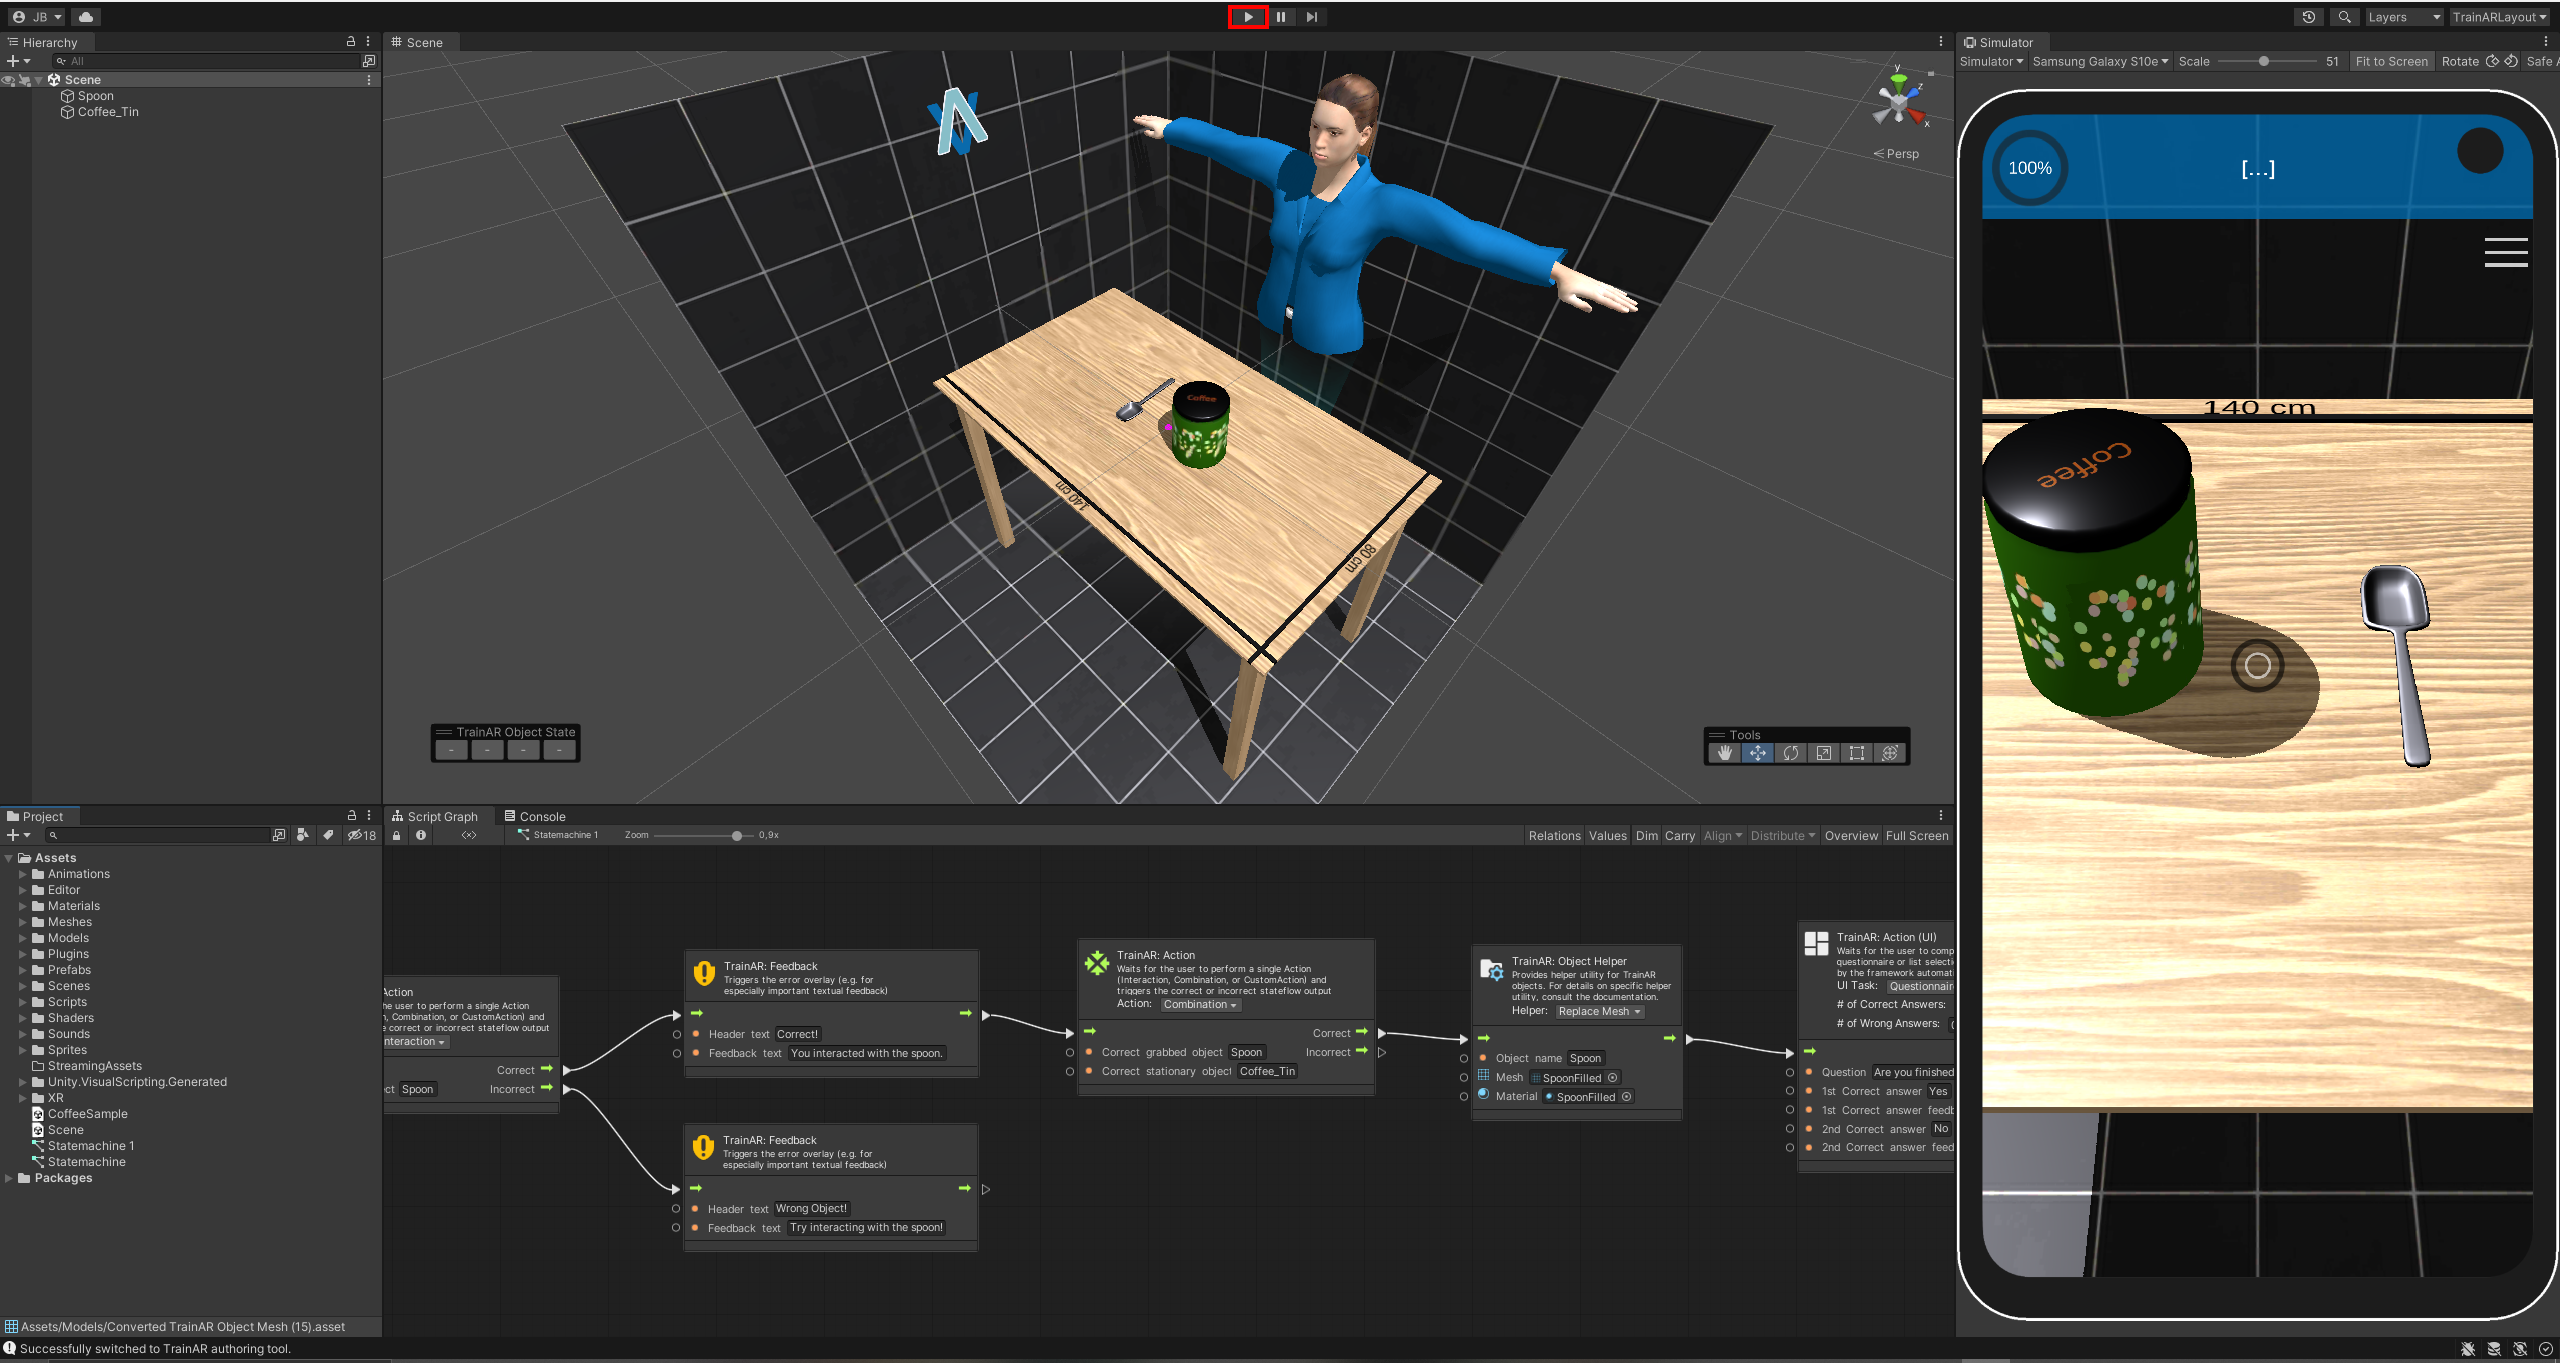 JB
Layers
TrainARLayout
Hierarchy
All
Scene
Spoon
Coffee_Tin
Scene
y
z
x
Persp
Coffee
140 cm
80 cm
TrainAR Object State
- - - -
Tools
Simulator
Simulator Samsung Galaxy S10e Scale 51 Fit to Screen Rotate Safe A
100% [...]
140 cm
Coffee
Project
18
Assets
Animations
Editor
Materials
Meshes
Models
Plugins
Prefabs
Scenes
Scripts
Shaders
Sounds
Sprites
StreamingAssets
Unity.VisualScripting.Generated
XR
CoffeeSample
Scene
Statemachine 1
Statemachine
Packages
Assets/Models/Converted TrainAR Object Mesh (15).asset
Successfully switched to TrainAR authoring tool.
Script Graph Console
Statemachine 1 Zoom 0,9x
Relations Values Dim Carry Align Distribute Overview Full Screen
Action
he user to perform a single Action
n, Combination, or CustomAction) and
e correct or incorrect stateflow output
nteraction
Correct
ct Spoon Incorrect
TrainAR: Feedback
Triggers the error overlay (e.g. for
especially important textual feedback)
Header text Correct!
Feedback text You interacted with the spoon.
TrainAR: Feedback
Triggers the error overlay (e.g. for
especially important textual feedback)
Header text Wrong Object!
Feedback text Try interacting with the spoon!
TrainAR: Action
Waits for the user to perform a single Action
(Interaction, Combination, or CustomAction) and
triggers the correct or incorrect stateflow output
Action: Combination
Correct
Correct grabbed object Spoon Incorrect
Correct stationary object Coffee_Tin
TrainAR: Object Helper
Provides helper utility for TrainAR
objects. For details on specific helper
utility, consult the documentation.
Helper: Replace Mesh
Object name Spoon
Mesh SpoonFilled
Material SpoonFilled
TrainAR: Action (UI)
Waits for the user to comp
questionnaire or list selecti
by the framework automati
UI Task: Questionnair
# of Correct Answers:
# of Wrong Answers:
Question Are you finished
1st Correct answer Yes
1st Correct answer feedb
2nd Correct answer No
2nd Correct answer feed